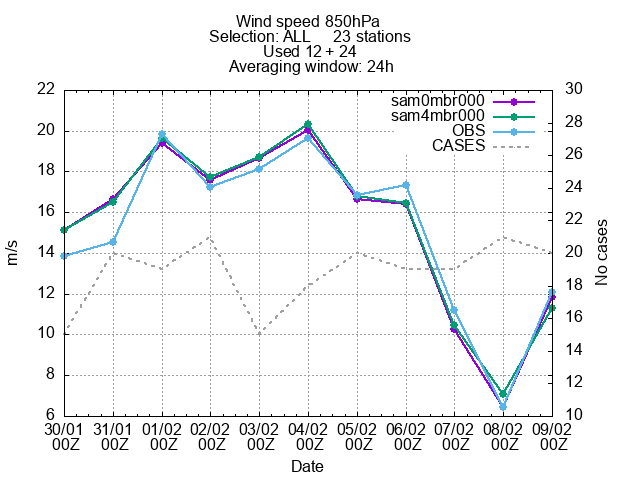 Wind speed 850hPa
Selection: ALL 23 stations
Used 12 + 24
Averaging window: 24h
sam0mbr000
sam4mbr000
OBS
CASES
m/s
22
20
18
16
14
12
10
8
6
No cases
30
28
26
24
22
20
18
16
14
12
10
30/01 31/01 01/02 02/02 03/02 04/02 05/02 06/02 07/02 08/02 09/02
00Z 00Z 00Z 00Z 00Z 00Z 00Z 00Z 00Z 00Z 00Z
Date